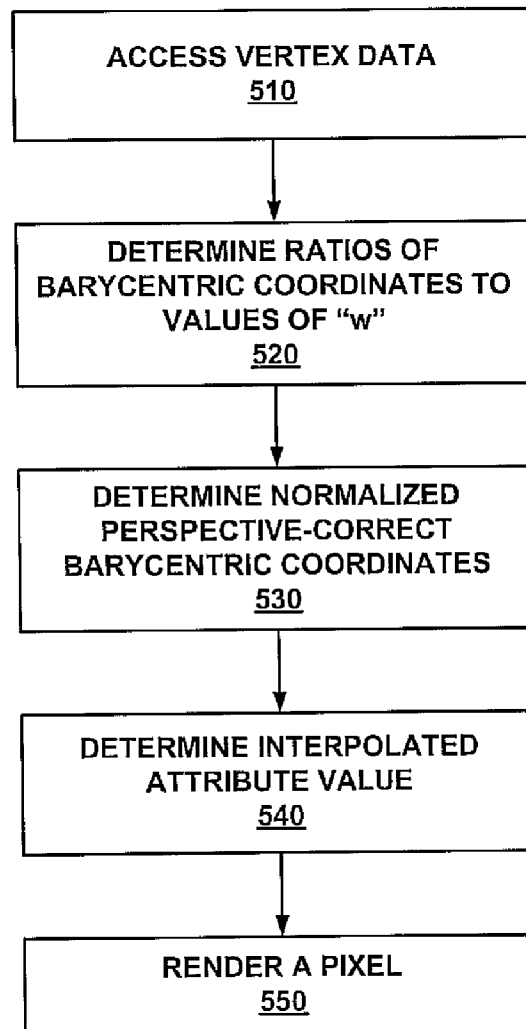 ACCESS VERTEX DATA
510
DETERMINE RATIOS OF
BARYCENTRIC COORDINATES TO
VALUES OF “w”
520
DETERMINE NORMALIZED
PERSPECTIVE-CORRECT
BARYCENTRIC COORDINATES
530
DETERMINE INTERPOLATED
ATTRIBUTE VALUE
540
RENDER A PIXEL
550